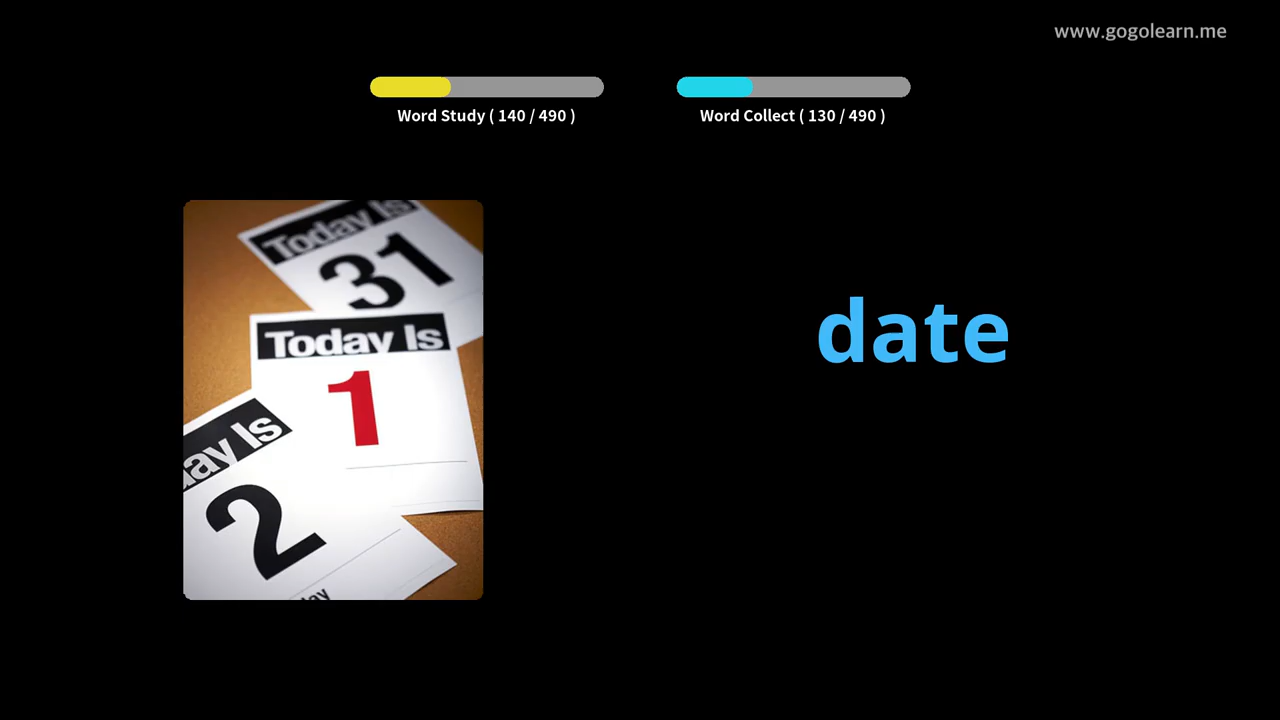 www.gogolearn.me
Word Study ( 140 / 490 )
Word Collect ( 130 / 490 )
Today Is
31
Today Is
1
date
ay Is
2
ay